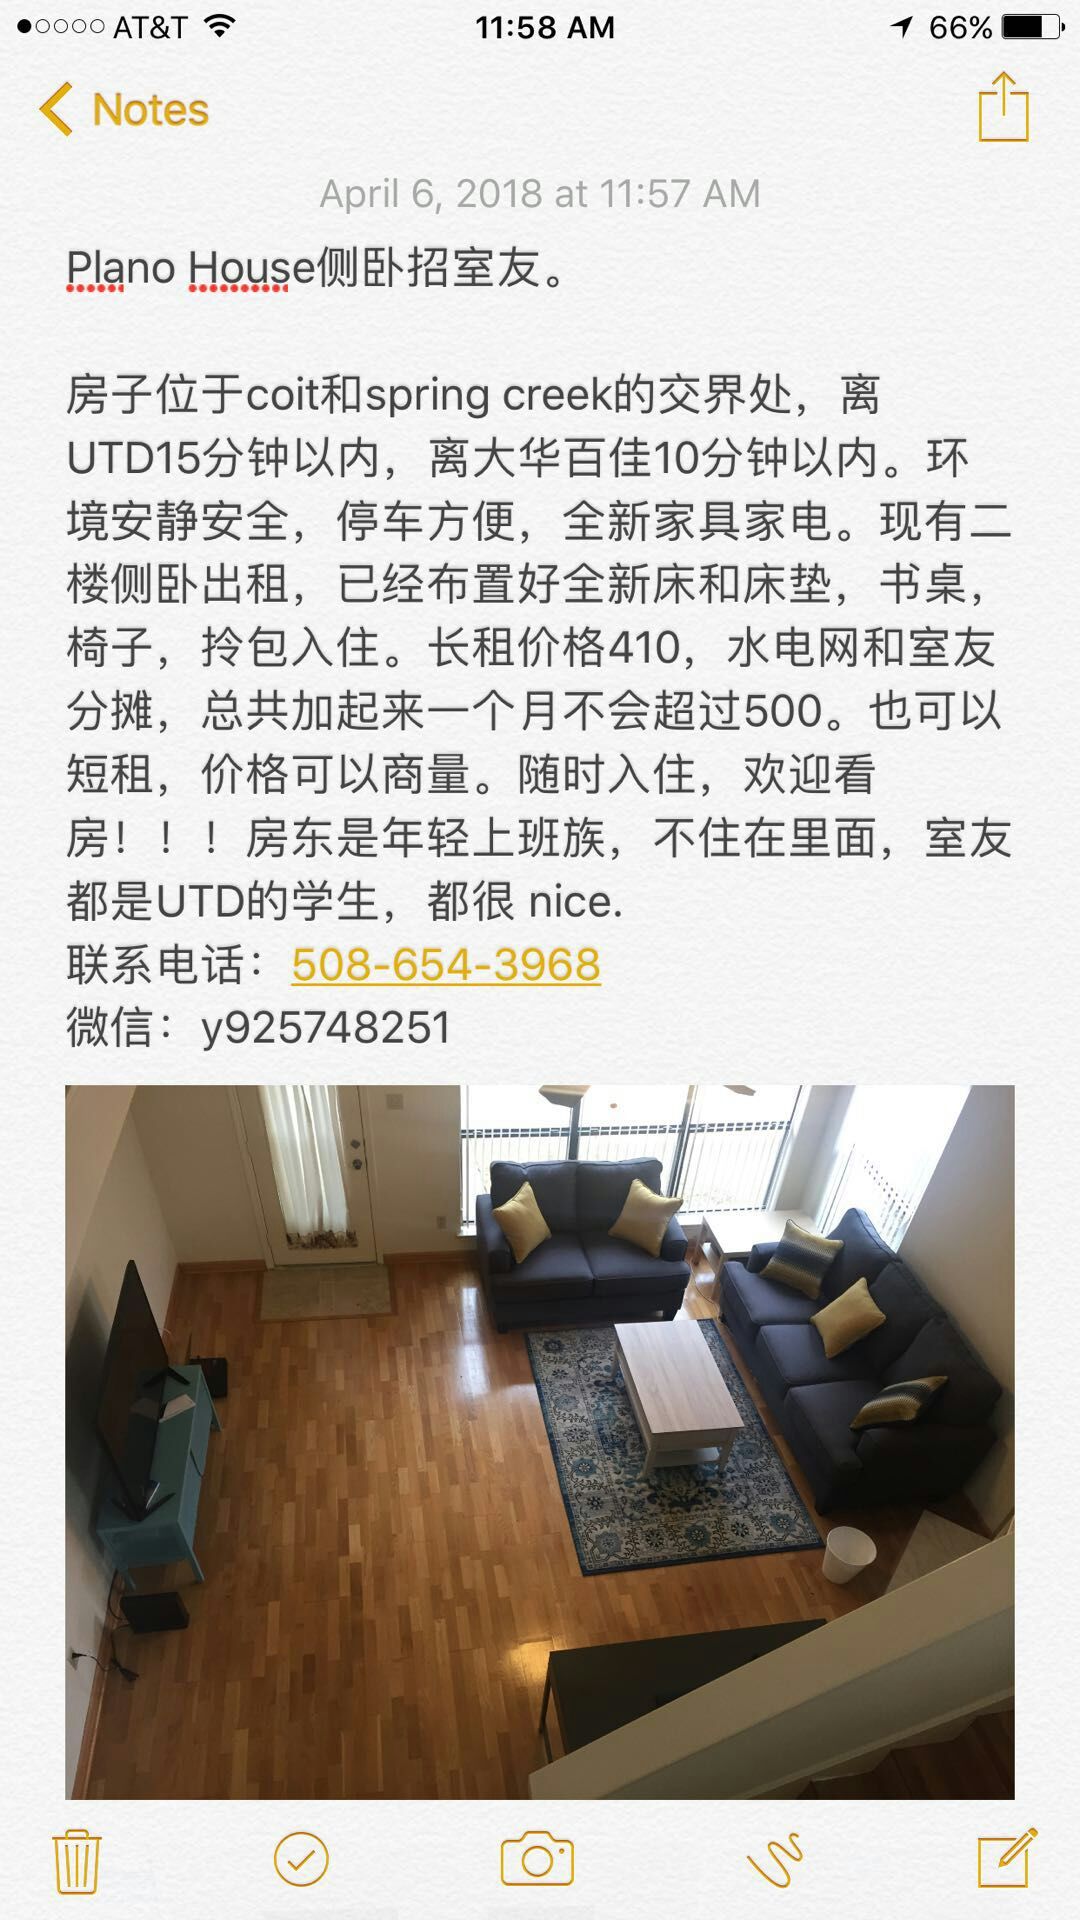 AT&T 11:58 AM 66%
Notes
April 6, 2018 at 11:57 AM
Plano House侧卧招室友。
房子位于coit和spring creek的交界处，离
UTD15分钟以内，离大华百佳10分钟以内。环
境安静安全，停车方便，全新家具家电。现有二
楼侧卧出租，已经布置好全新床和床垫，书桌，
椅子，拎包入住。长租价格410，水电网和室友
分摊，总共加起来一个月不会超过500。也可以
短租，价格可以商量。随时入住，欢迎看
房！！！房东是年轻上班族，不住在里面，室友
都是UTD的学生，都很 nice.
联系电话：508-654-3968
微信：y925748251